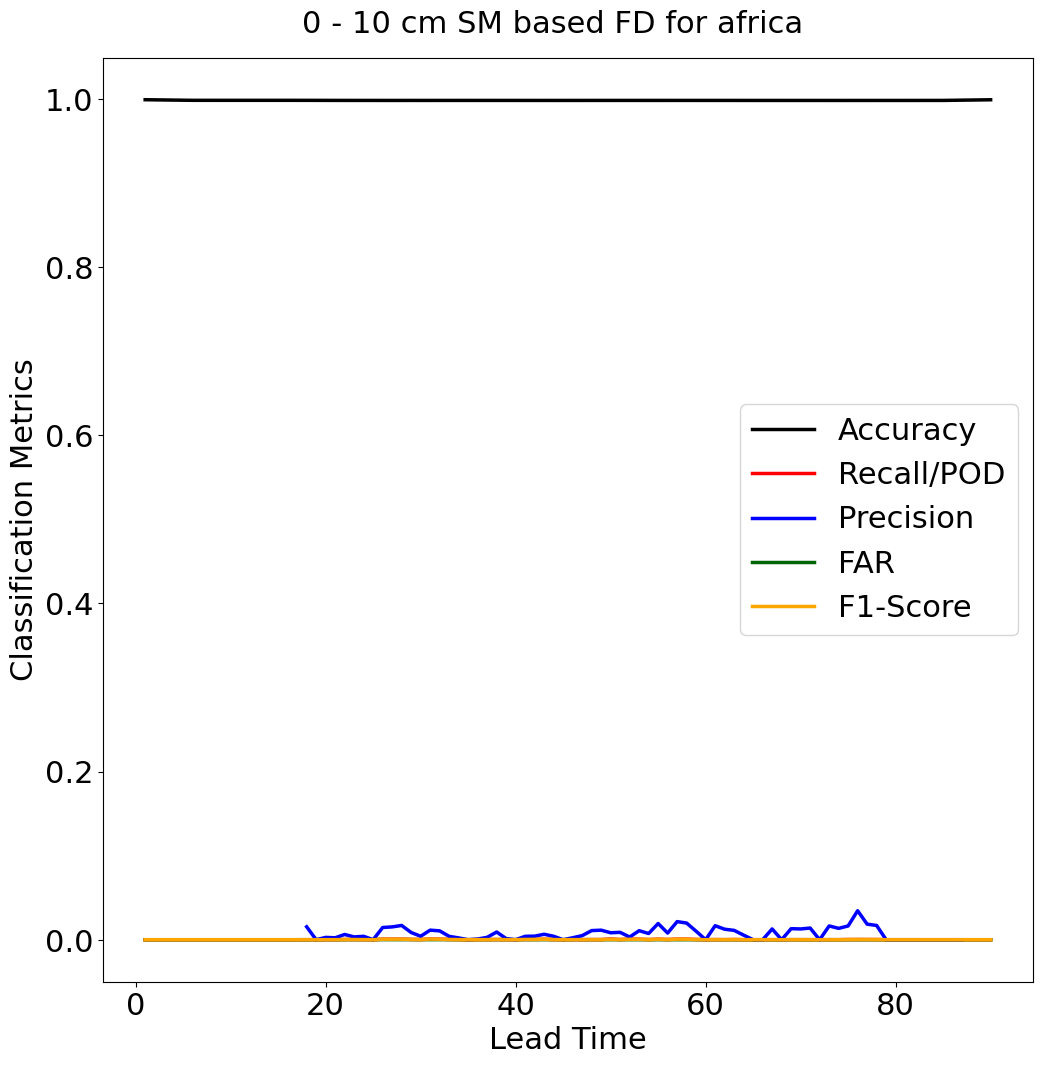 0 - 10 cm SM based FD for africa
1.0
0.8
0.6
0.4
0.2
0.0
Classification Metrics
Accuracy
Recall/POD
Precision
FAR
F1-Score
0 20 40 60 80
Lead Time